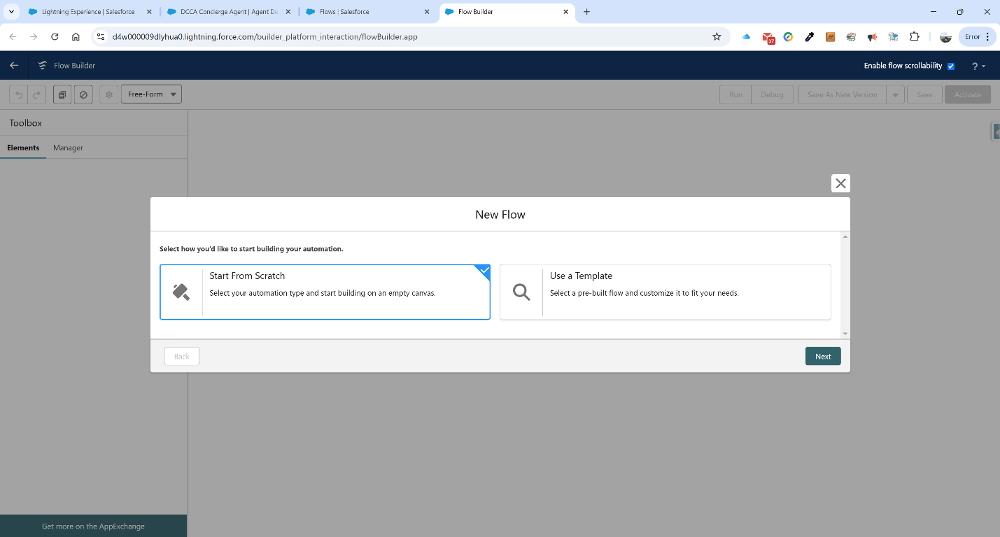 Lightning Experience | Salesforce
DCCA Concierge Agent | Agent De
Flows | Salesforce
Flow Builder
d4w000009dlyhua0.lightning.force.com/builder_platform_interaction/flowBuilder.app
37
Error
Flow Builder
Enable flow scrollability
?
Free-Form
Run
Debug
Save As New Version
Save
Activate
Toolbox
Elements
Manager
New Flow
Select how you'd like to start building your automation.
Start From Scratch
Select your automation type and start building on an empty canvas.
Use a Template
Select a pre-built flow and customize it to fit your needs.
Back
Next
Get more on the AppExchange